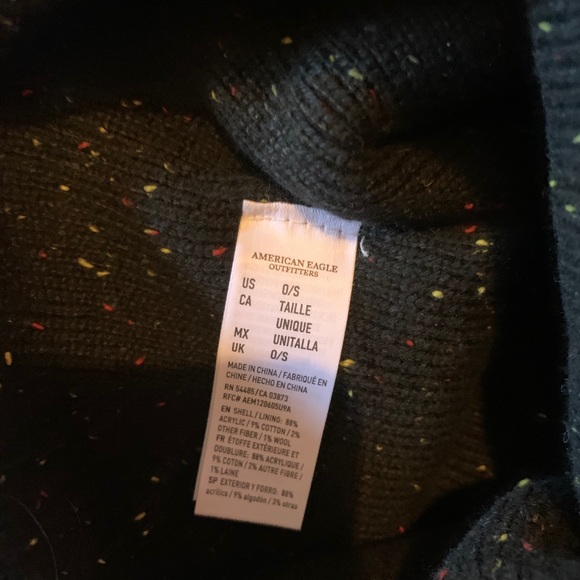 AMERICAN EAGLE
OUTFITTERS
US O/S
CA TAILLE
UNIQUE
MX UNITALLA
UK O/S
MADE IN CHINA / FABRIQUÉ EN
CHINE / HECHO EN CHINA
RN 54485/CA 03873
RFC# AEM120605U9A
EN SHELL / LINING: 88%
ACRYLIC / 9% COTTON / 2%
OTHER FIBER / 1% WOOL
FR ÉTOFFE EXTÉRIEURE ET
DOUBLURE: 88% ACRYLIQUE /
9% COTON / 2% AUTRE FIBRE /
1% LAINE
SP EXTERIOR Y FORRO: 88%
acrílico / 9% algodón / 3% otras